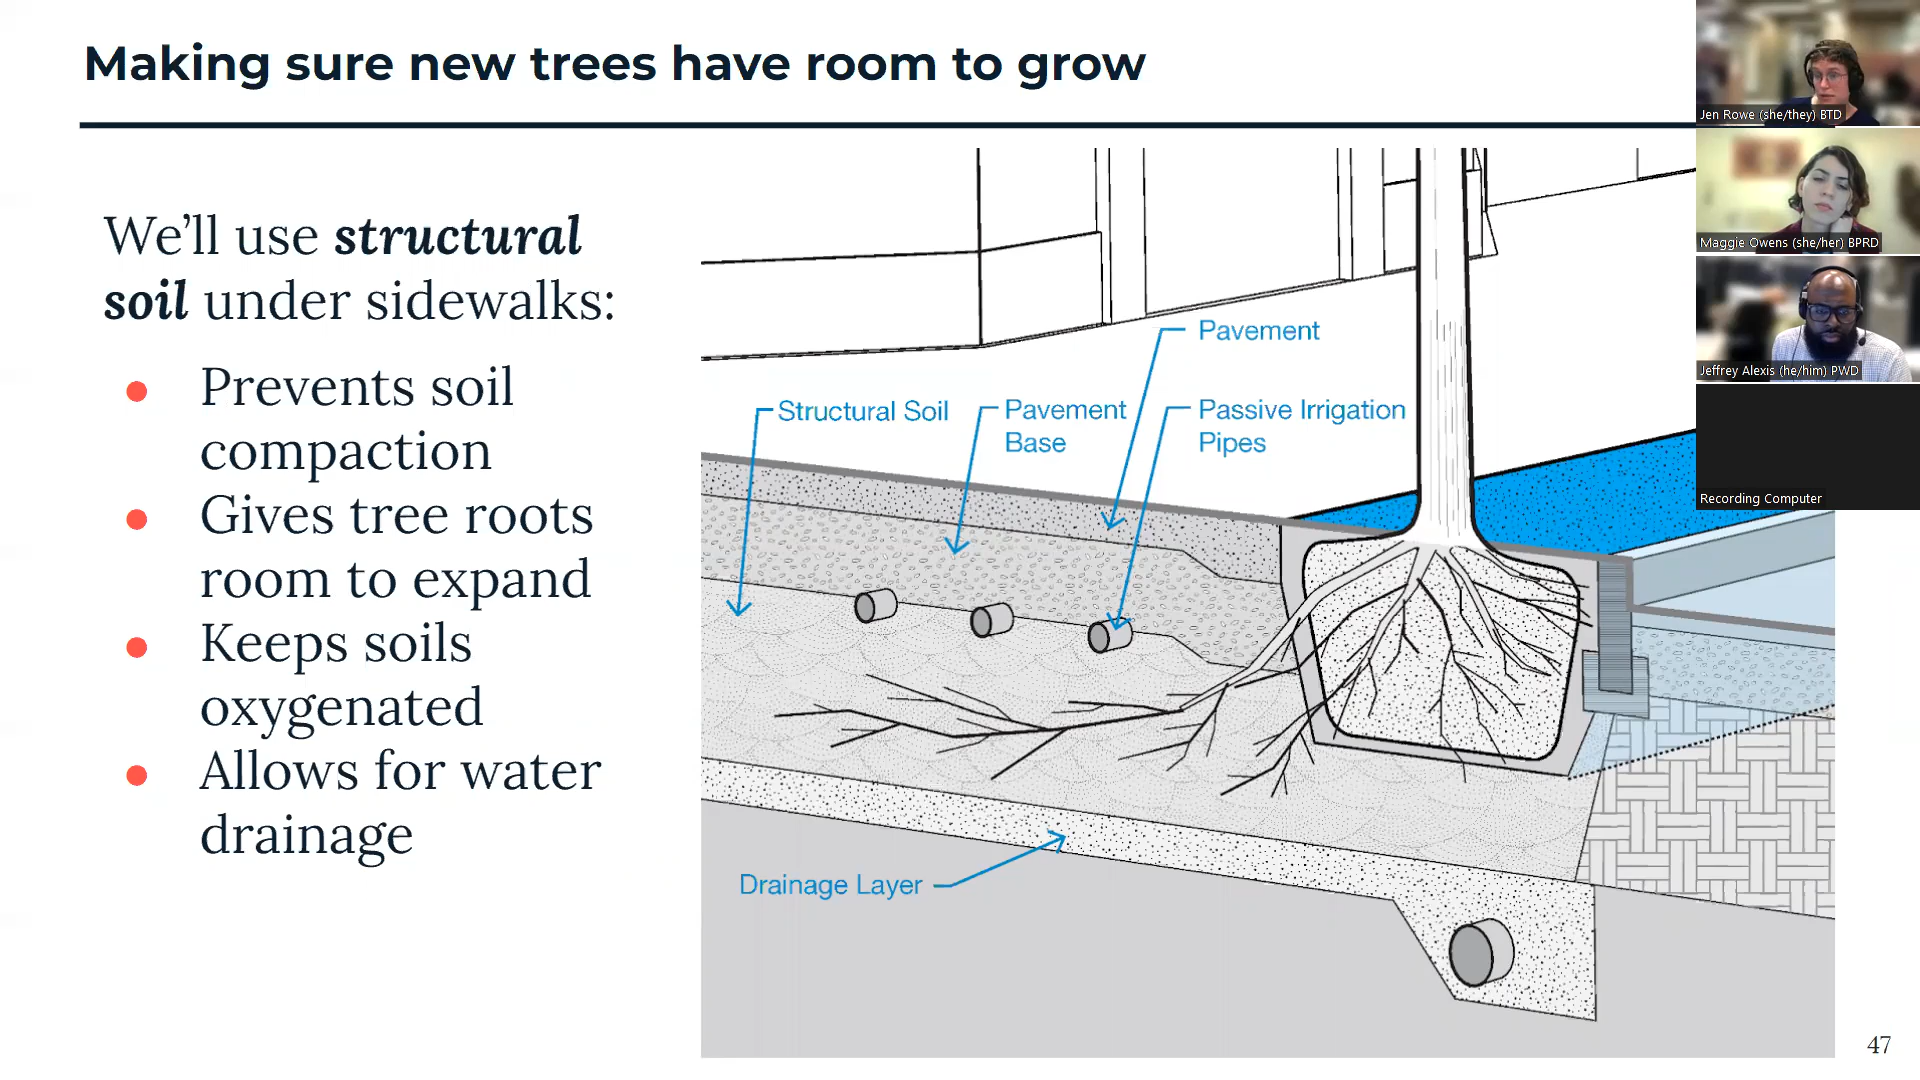 Making sure new trees have room to grow
We'll use structural
soil under sidewalks:
● Prevents soil
compaction
● Gives tree roots
room to expand
● Keeps soils
oxygenated
● Allows for water
drainage
Pavement
Structural Soil
Pavement
Base
Passive Irrigation
Pipes
Drainage Layer
Jen Rowe (she/they) BTD
Maggie Owens (she/her) BPRD
Jeffrey Alexis (he/him) PWD
Recording Computer
47